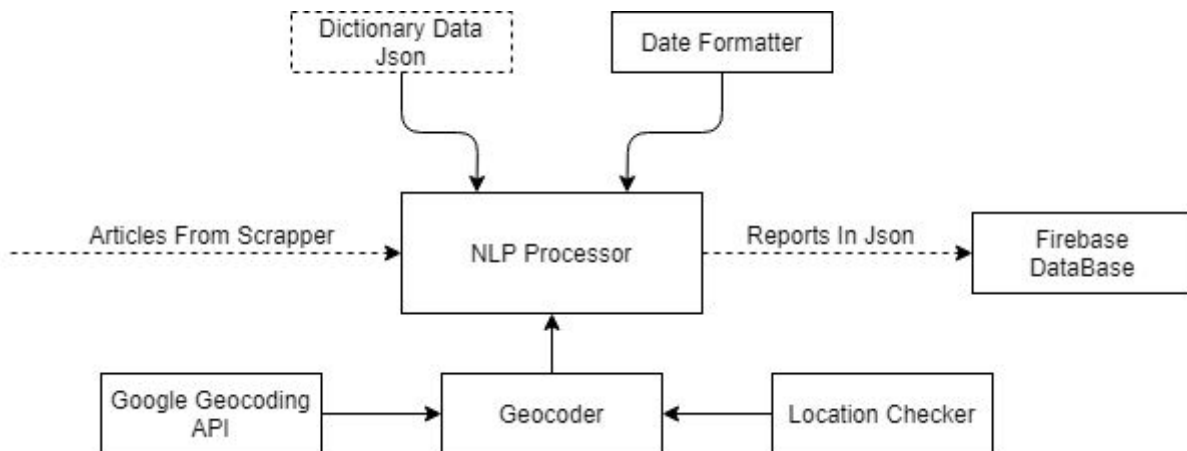 Dictionary Data
Json
Date Formatter
Articles From Scrapper
NLP Processor
Reports In Json
Firebase
DataBase
Google Geocoding
API
Geocoder
Location Checker